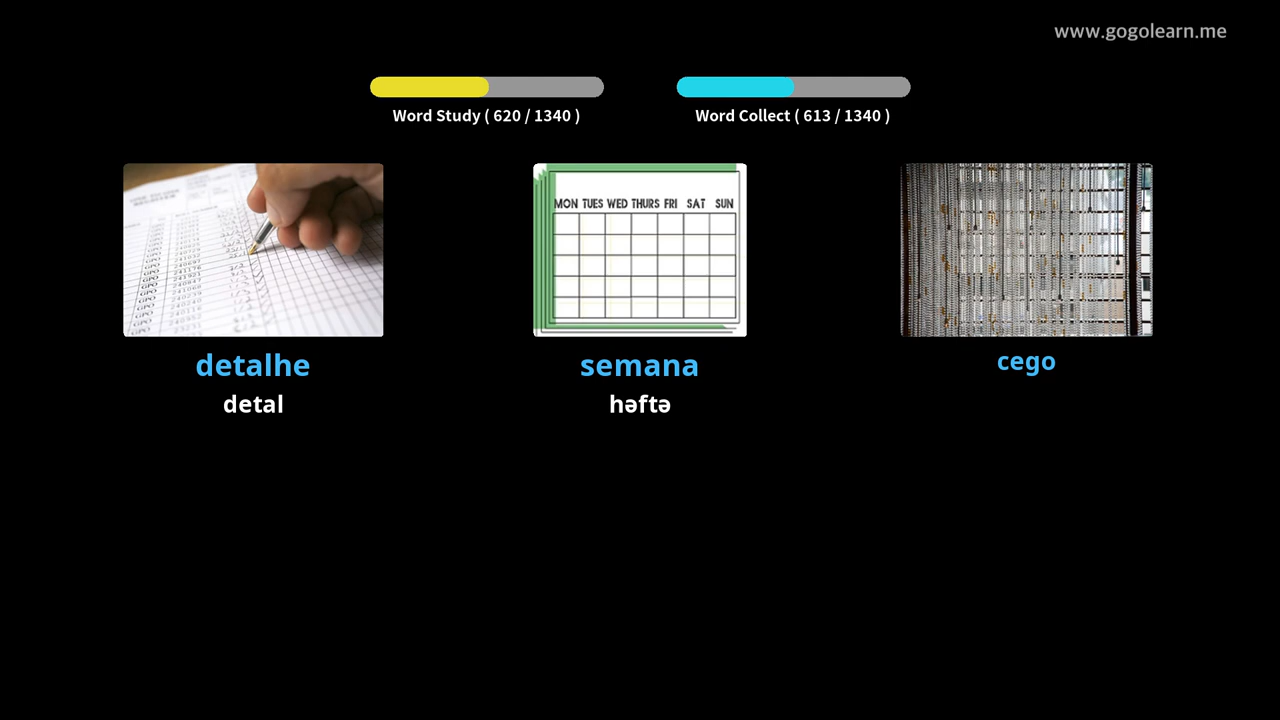 www.gogolearn.me
Word Study ( 620 / 1340 )
Word Collect ( 613 / 1340 )
MON TUES WED THURS FRI SAT SUN
detalhe
semana
cego
detal
həftə